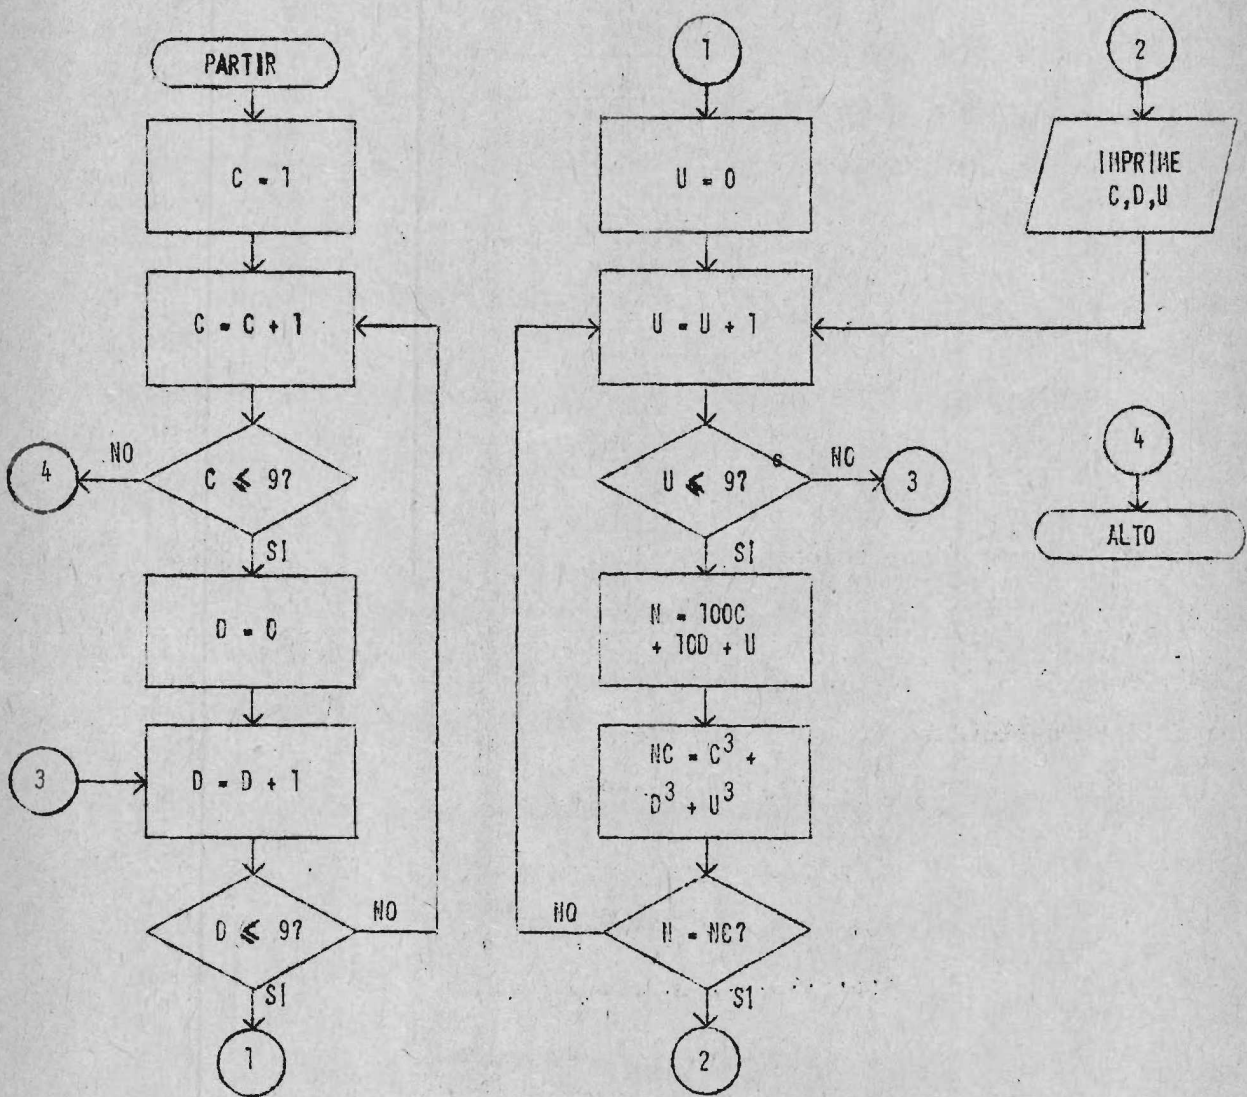 PARTIR
C = 1
C = C + 1
C ≤ 9?
NO
4
SI
D = 0
3
D = D + 1
D ≤ 9?
NO
SI
1
1
U = 0
U = U + 1
U ≤ 9?
NO
3
SI
N = 100C
+ 10D + U
NC = C³ +
D³ + U³
N = NC?
NO
SI
2
2
IMPRIME
C,D,U
4
ALTO